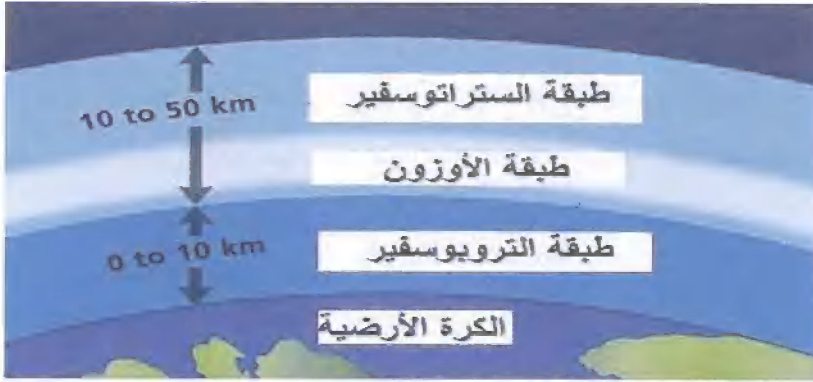 طبقة الستراتوسفير
10 to 50 km
طبقة الأوزون
طبقة التروبوسفير
0 to 10 km
الكرة الأرضية